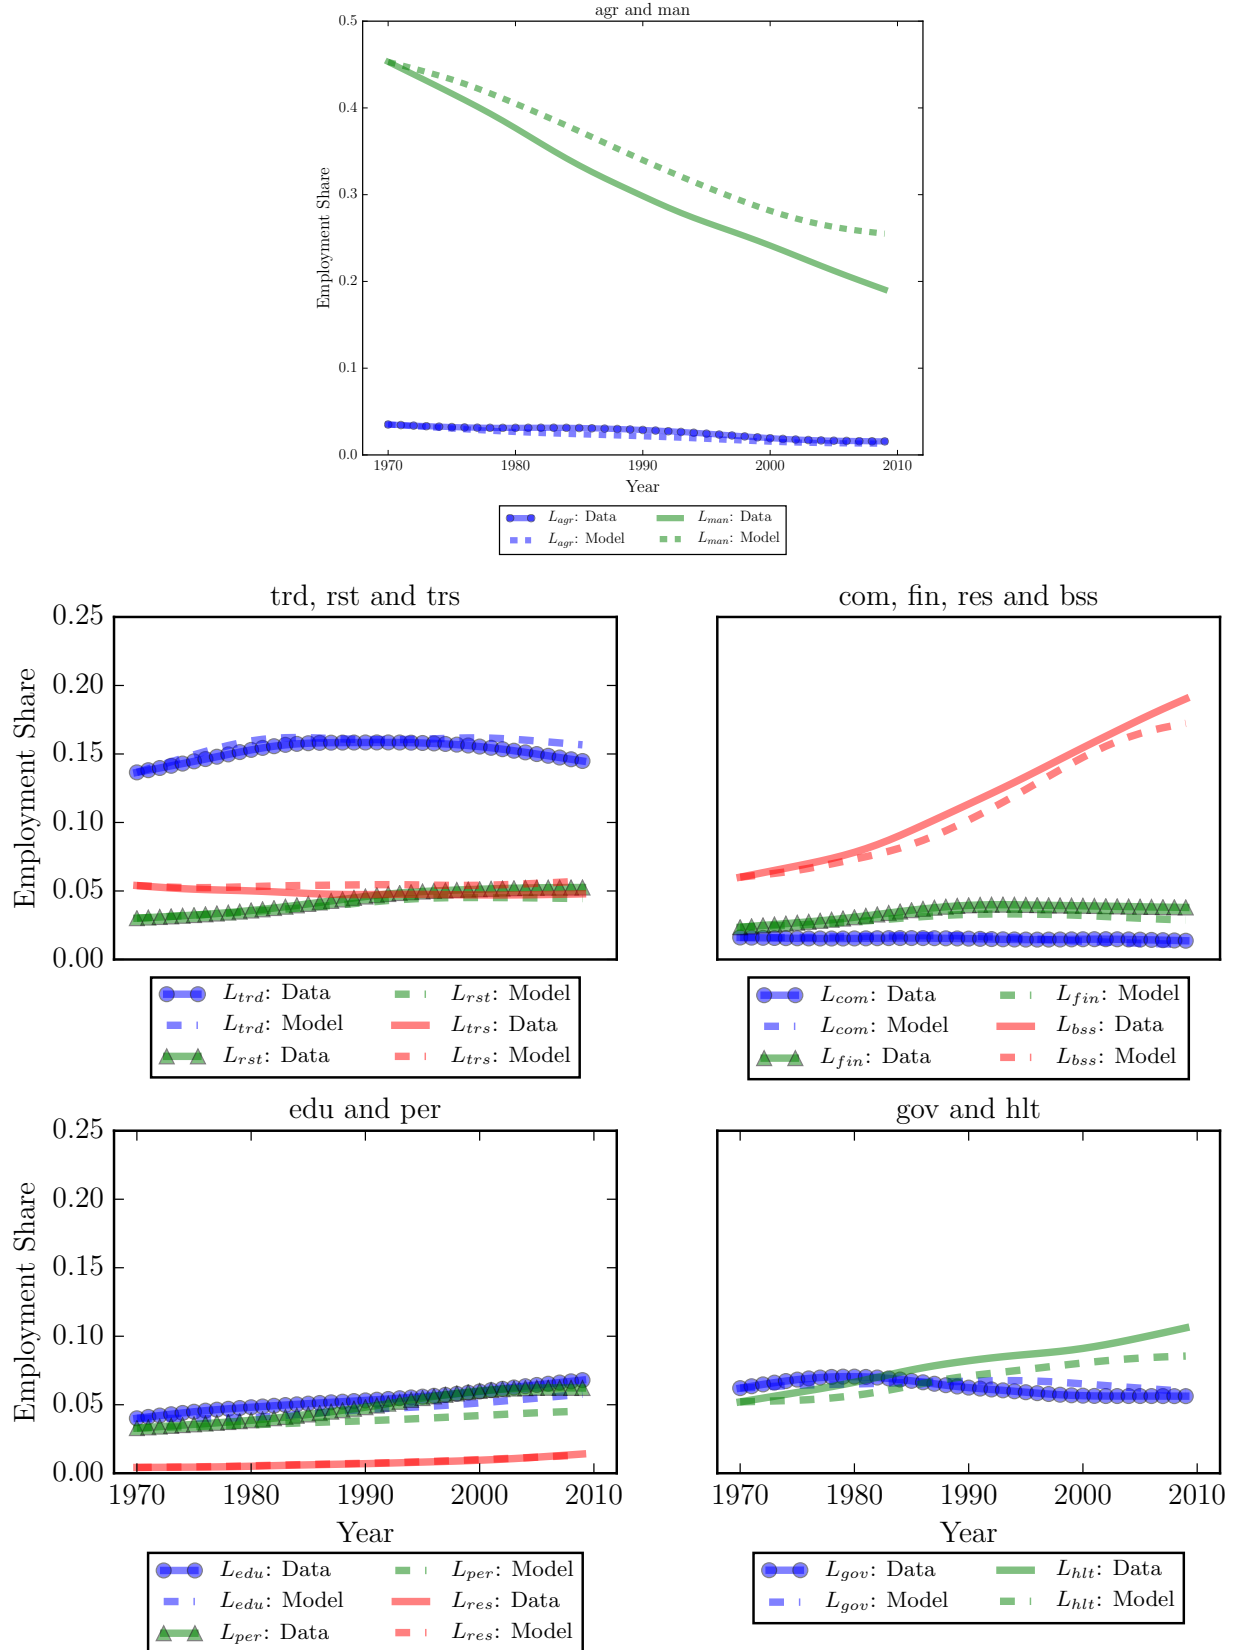 agr and man
0.5
0.4
0.3
0.2
0.1
0.0
Employment Share
1970 1980 1990 2000 2010
Year
L_agr: Data L_man: Data
L_agr: Model L_man: Model
trd, rst and trs
0.25
0.20
0.15
0.10
0.05
0.00
Employment Share
L_trd: Data L_rst: Model
L_trd: Model L_trs: Data
L_rst: Data L_trs: Model
com, fin, res and bss
L_com: Data L_fin: Model
L_com: Model L_bss: Data
L_fin: Data L_bss: Model
edu and per
0.25
0.20
0.15
0.10
0.05
0.00
Employment Share
1970 1980 1990 2000 2010
Year
L_edu: Data L_per: Model
L_edu: Model L_res: Data
L_per: Data L_res: Model
gov and hlt
1970 1980 1990 2000 2010
Year
L_gov: Data L_hlt: Data
L_gov: Model L_hlt: Model